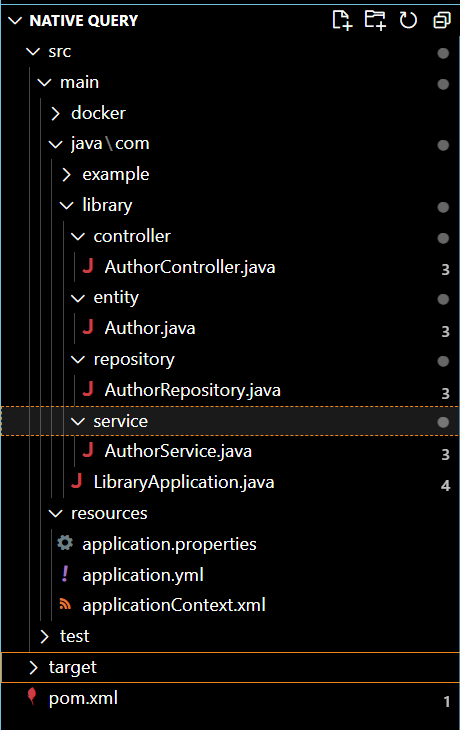 NATIVE QUERY
src
main
docker
java\com
example
library
controller
AuthorController.java 3
entity
Author.java 3
repository
AuthorRepository.java 3
service
AuthorService.java 3
LibraryApplication.java 4
resources
application.properties
! application.yml
applicationContext.xml
test
target
pom.xml 1